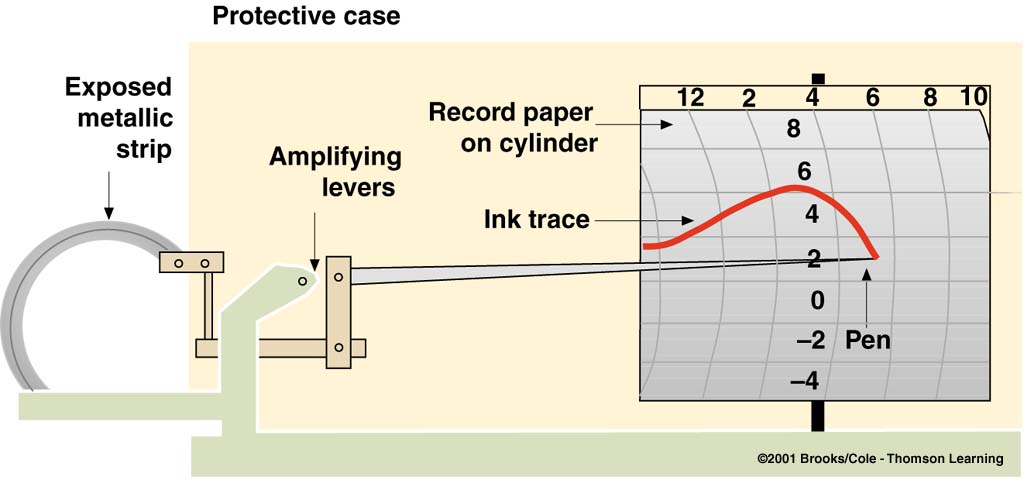 Protective case
Exposed
metallic
strip
Amplifying
levers
Record paper
on cylinder
Ink trace
12 2 4 6 8 10
8
6
4
2
0
–2
–4
Pen
©2001 Brooks/Cole - Thomson Learning